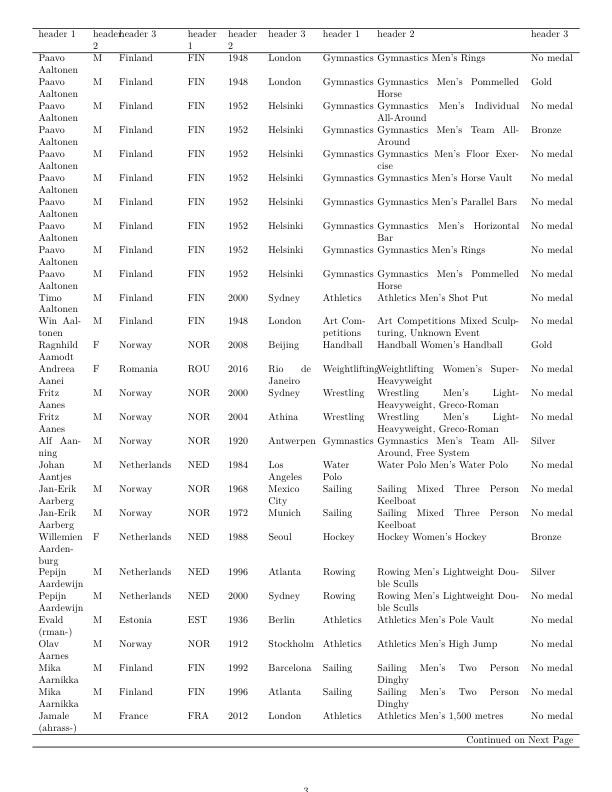 header 1 header header 3 header header header 3 header 1 header 2 header 3
2 1 2
Paavo M Finland FIN 1948 London Gymnastics Gymnastics Men's Rings No medal
Aaltonen
Paavo M Finland FIN 1948 London Gymnastics Gymnastics Men's Pommelled Gold
Aaltonen Horse
Paavo M Finland FIN 1952 Helsinki Gymnastics Gymnastics Men's Individual No medal
Aaltonen All-Around
Paavo M Finland FIN 1952 Helsinki Gymnastics Gymnastics Men's Team All- Bronze
Aaltonen Around
Paavo M Finland FIN 1952 Helsinki Gymnastics Gymnastics Men's Floor Exer- No medal
Aaltonen cise
Paavo M Finland FIN 1952 Helsinki Gymnastics Gymnastics Men's Horse Vault No medal
Aaltonen
Paavo M Finland FIN 1952 Helsinki Gymnastics Gymnastics Men's Parallel Bars No medal
Aaltonen
Paavo M Finland FIN 1952 Helsinki Gymnastics Gymnastics Men's Horizontal No medal
Aaltonen Bar
Paavo M Finland FIN 1952 Helsinki Gymnastics Gymnastics Men's Rings No medal
Aaltonen
Paavo M Finland FIN 1952 Helsinki Gymnastics Gymnastics Men's Pommelled No medal
Aaltonen Horse
Timo M Finland FIN 2000 Sydney Athletics Athletics Men's Shot Put No medal
Aaltonen
Win Aal- M Finland FIN 1948 London Art Com- Art Competitions Mixed Sculp- No medal
tonen petitions turing, Unknown Event
Ragnhild F Norway NOR 2008 Beijing Handball Handball Women's Handball Gold
Aamodt
Andreea F Romania ROU 2016 Rio de Weightlifting Weightlifting Women's Super- No medal
Aanei Janeiro Heavyweight
Fritz M Norway NOR 2000 Sydney Wrestling Wrestling Men's Light- No medal
Aanes Heavyweight, Greco-Roman
Fritz M Norway NOR 2004 Athina Wrestling Wrestling Men's Light- No medal
Aanes Heavyweight, Greco-Roman
Alf Aan- M Norway NOR 1920 Antwerpen Gymnastics Gymnastics Men's Team All- Silver
ning Around, Free System
Johan M Netherlands NED 1984 Los Water Water Polo Men's Water Polo No medal
Aantjes Angeles Polo
Jan-Erik M Norway NOR 1968 Mexico Sailing Sailing Mixed Three Person No medal
Aarberg City Keelboat
Jan-Erik M Norway NOR 1972 Munich Sailing Sailing Mixed Three Person No medal
Aarberg Keelboat
Willemien F Netherlands NED 1988 Seoul Hockey Hockey Women's Hockey Bronze
Aarden-
burg
Pepijn M Netherlands NED 1996 Atlanta Rowing Rowing Men's Lightweight Dou- Silver
Aardewijn ble Sculls
Pepijn M Netherlands NED 2000 Sydney Rowing Rowing Men's Lightweight Dou- No medal
Aardewijn ble Sculls
Evald M Estonia EST 1936 Berlin Athletics Athletics Men's Pole Vault No medal
(rman-)
Olav M Norway NOR 1912 Stockholm Athletics Athletics Men's High Jump No medal
Aarnes
Mika M Finland FIN 1992 Barcelona Sailing Sailing Men's Two Person No medal
Aarnikka Dinghy
Mika M Finland FIN 1996 Atlanta Sailing Sailing Men's Two Person No medal
Aarnikka Dinghy
Jamale M France FRA 2012 London Athletics Athletics Men's 1,500 metres No medal
(ahrass-)
Continued on Next Page
3